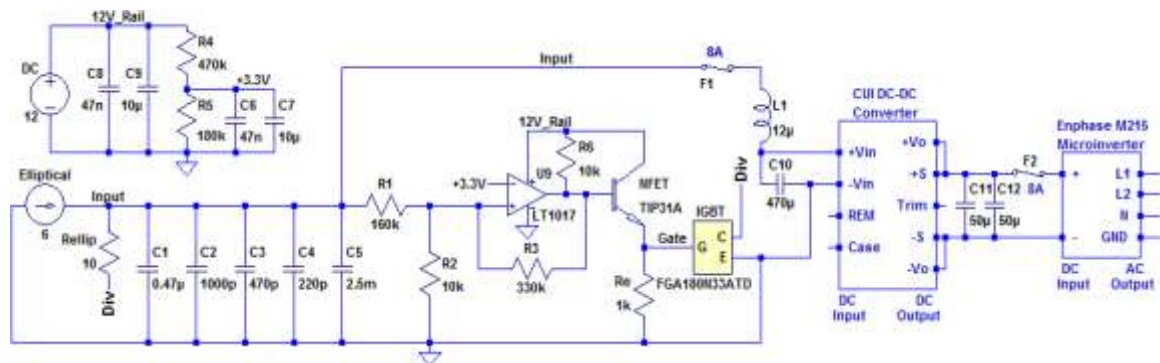 12V_Rail
DC
12
C8
47n
C9
10µ
R4
470k
+3.3V
R5
180k
C6
47n
C7
10µ
Elliptical
6
Input
Rellip
10
Div
C1
0.47µ
C2
1000p
C3
470p
C4
220p
C5
2.5m
R1
160k
R2
10k
+3.3V
12V_Rail
U9
LT1017
R6
10k
R3
330k
NFET
TIP31A
Gate
Re
1k
IGBT
G
C
E
FGA180N33ATD
Div
Input
8A
F1
L1
12µ
C10
470µ
CUI DC-DC
Converter
+Vin
-Vin
REM
Case
+Vo
+S
Trim
-S
-Vo
DC
Input
DC
Output
C11
50µ
C12
50µ
F2
8A
Enphase M215
Microinverter
+
-
L1
L2
N
GND
DC
Input
AC
Output